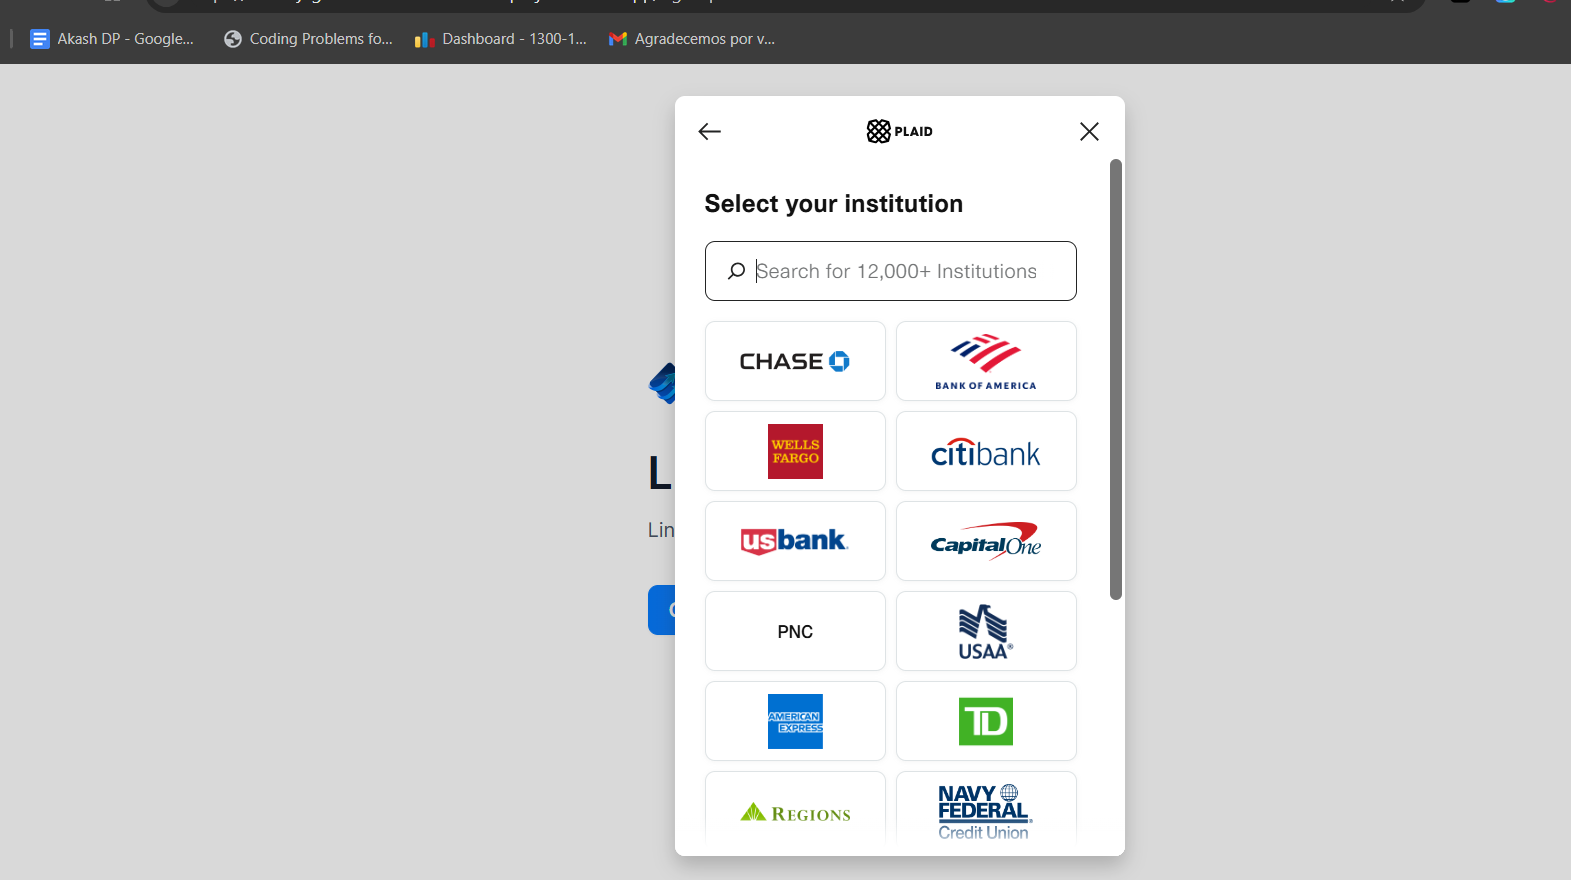 Akash DP - Google...
Coding Problems fo...
Dashboard - 1300-1...
Agradecemos por v...
PLAID
Select your institution
Search for 12,000+ Institutions
CHASE
BANK OF AMERICA
WELLS
FARGO
citibank
usbank
Capital One
PNC
USAA®
AMERICAN
EXPRESS
TD
REGIONS
NAVY
FEDERAL
Credit Union
L
Lin